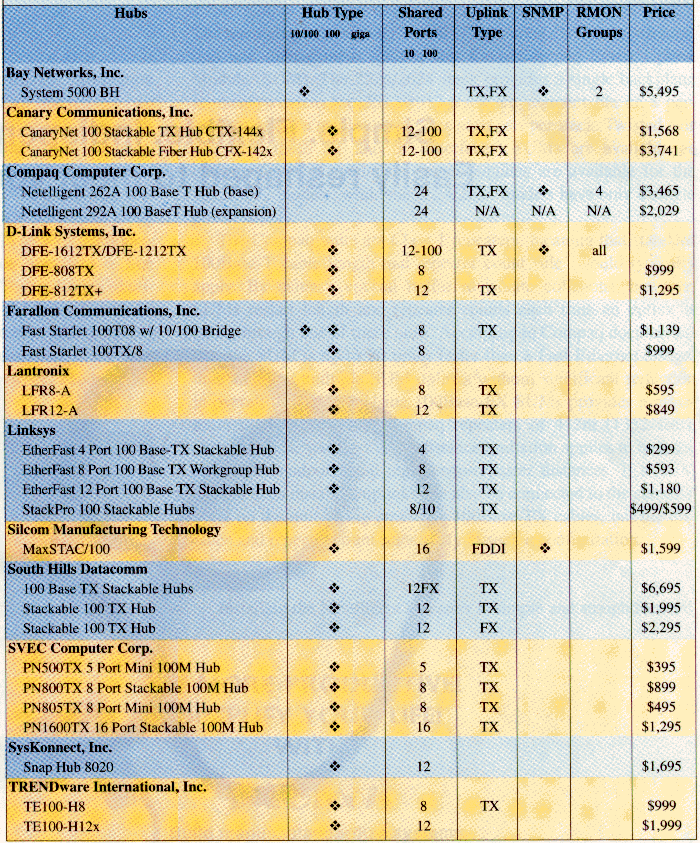 Hubs Hub Type Shared Uplink SNMP RMON Price
10/100 100 giga Ports Type Groups
10 100
Bay Networks, Inc.
System 5000 BH ❖ TX,FX ❖ 2 $5,495
Canary Communications, Inc.
CanaryNet 100 Stackable TX Hub CTX-144x ❖ 12-100 TX,FX $1,568
CanaryNet 100 Stackable Fiber Hub CFX-142x ❖ 12-100 TX,FX $3,741
Compaq Computer Corp.
Netelligent 262A 100 Base T Hub (base) 24 TX,FX ❖ 4 $3,465
Netelligent 292A 100 BaseT Hub (expansion) 24 N/A N/A N/A $2,029
D-Link Systems, Inc.
DFE-1612TX/DFE-1212TX ❖ 12-100 TX ❖ all
DFE-808TX ❖ 8 $999
DFE-812TX+ ❖ 12 TX $1,295
Farallon Communications, Inc.
Fast Starlet 100T08 w/ 10/100 Bridge ❖ ❖ 8 TX $1,139
Fast Starlet 100TX/8 ❖ 8 $999
Lantronix
LFR8-A ❖ 8 TX $595
LFR12-A ❖ 12 TX $849
Linksys
EtherFast 4 Port 100 Base-TX Stackable Hub ❖ 4 TX $299
EtherFast 8 Port 100 Base TX Workgroup Hub ❖ 8 TX $593
EtherFast 12 Port 100 Base TX Stackable Hub ❖ 12 TX $1,180
StackPro 100 Stackable Hubs 8/10 TX $499/$599
Silcom Manufacturing Technology
MaxSTAC/100 ❖ 16 FDDI ❖ $1,599
South Hills Datacomm
100 Base TX Stackable Hubs ❖ 12FX TX $6,695
Stackable 100 TX Hub ❖ 12 TX $1,995
Stackable 100 TX Hub ❖ 12 FX $2,295
SVEC Computer Corp.
PN500TX 5 Port Mini 100M Hub ❖ 5 TX $395
PN800TX 8 Port Stackable 100M Hub ❖ 8 TX $899
PN805TX 8 Port Mini 100M Hub ❖ 8 TX $495
PN1600TX 16 Port Stackable 100M Hub ❖ 16 TX $1,295
SysKonnect, Inc.
Snap Hub 8020 ❖ 12 $1,695
TRENDware International, Inc.
TE100-H8 ❖ 8 TX $999
TE100-H12x ❖ 12 $1,999